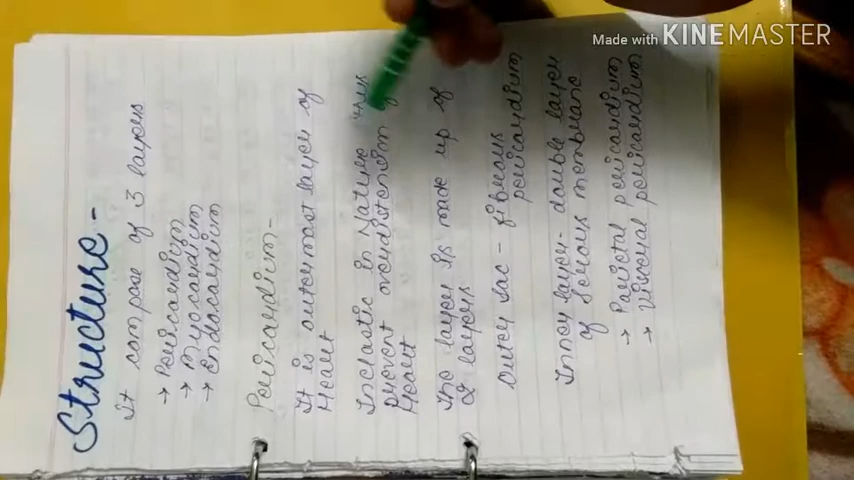 Made with KINEMASTER
Structure -
It compose of 3 layers
→ Pericardium
→ Myocardium
→ Endocardium
Pericardium -
It is outermost layer of
Heart
Inelastic in Nature thus
prevent overdistension of
Heart
The layer is made up of
2 layers
outer sac - fibrous
pericardium
Inner layer - double layer
of serous membrane
→ Parietal pericardium
→ visceral pericardium